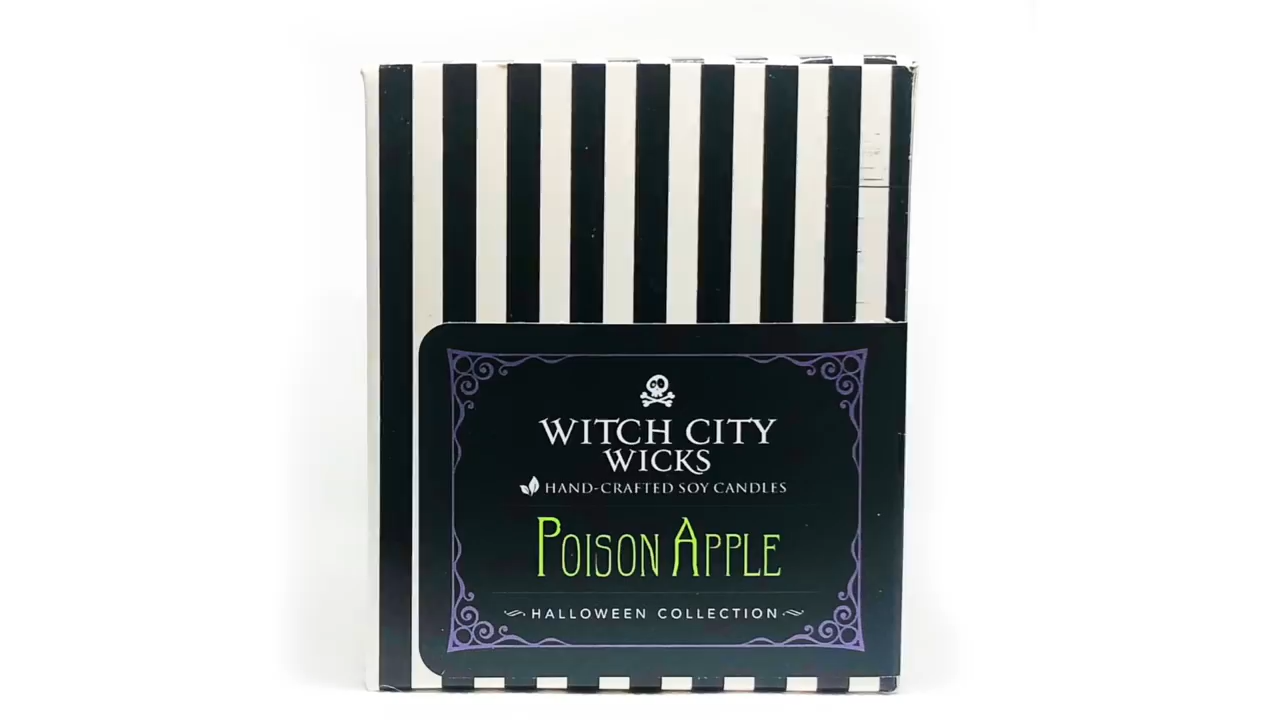 WITCH CITY
WICKS
HAND-CRAFTED SOY CANDLES
POISON APPLE
HALLOWEEN COLLECTION